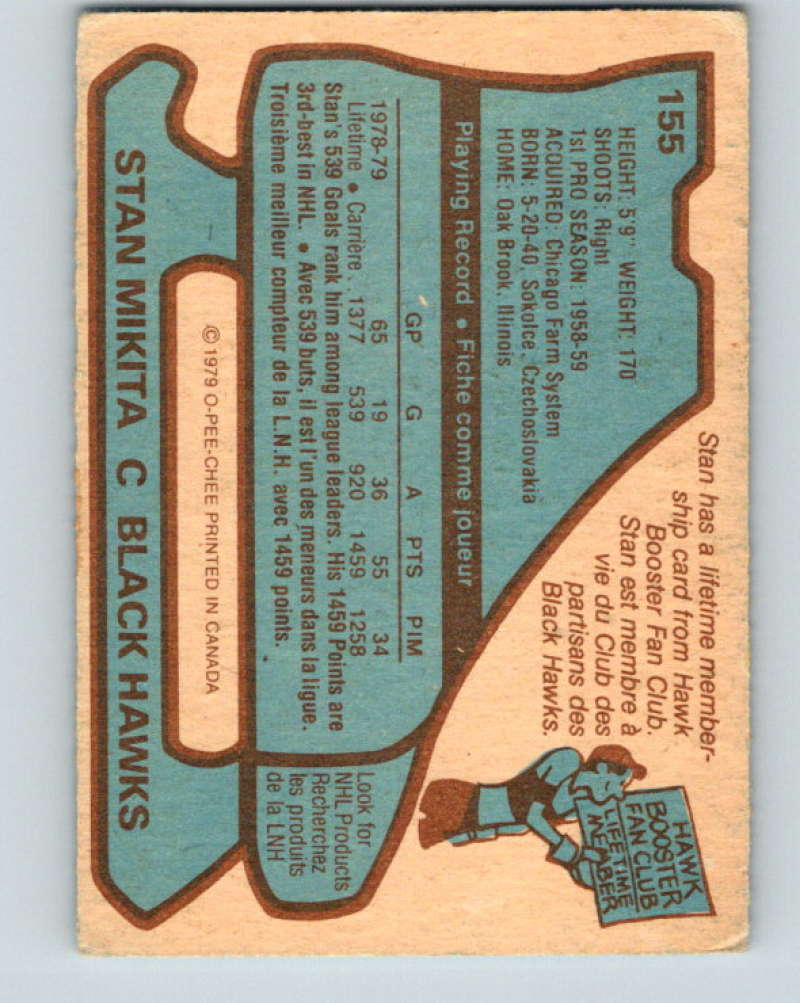 155
HEIGHT: 5'9" WEIGHT: 170
SHOOTS: Right
1st PRO SEASON: 1958-59
ACQUIRED: Chicago Farm System
BORN: 5-20-40, Sokolce, Czechoslovakia
HOME: Oak Brook, Illinois
Stan has a lifetime member-
ship card from Hawk
Booster Fan Club.
Stan est membre à
vie du Club des
partisans des
Black Hawks.
HAWK
BOOSTER
FAN CLUB
LIFETIME
MEMBER
Playing Record • Fiche comme joueur
GP G A PTS PIM
1978-79 65 19 36 55 34
Lifetime • Carrière . 1377 539 920 1459 1258
Stan's 539 Goals rank him among league leaders. His 1459 Points are
3rd-best in NHL. • Avec 539 buts, il est l'un des meneurs dans la ligue.
Troisième meilleur compteur de la L.N.H. avec 1459 points.
Look for
NHL Products
Recherchez
les produits
de la LNH
© 1979 O-PEE-CHEE PRINTED IN CANADA
STAN MIKITA C BLACK HAWKS